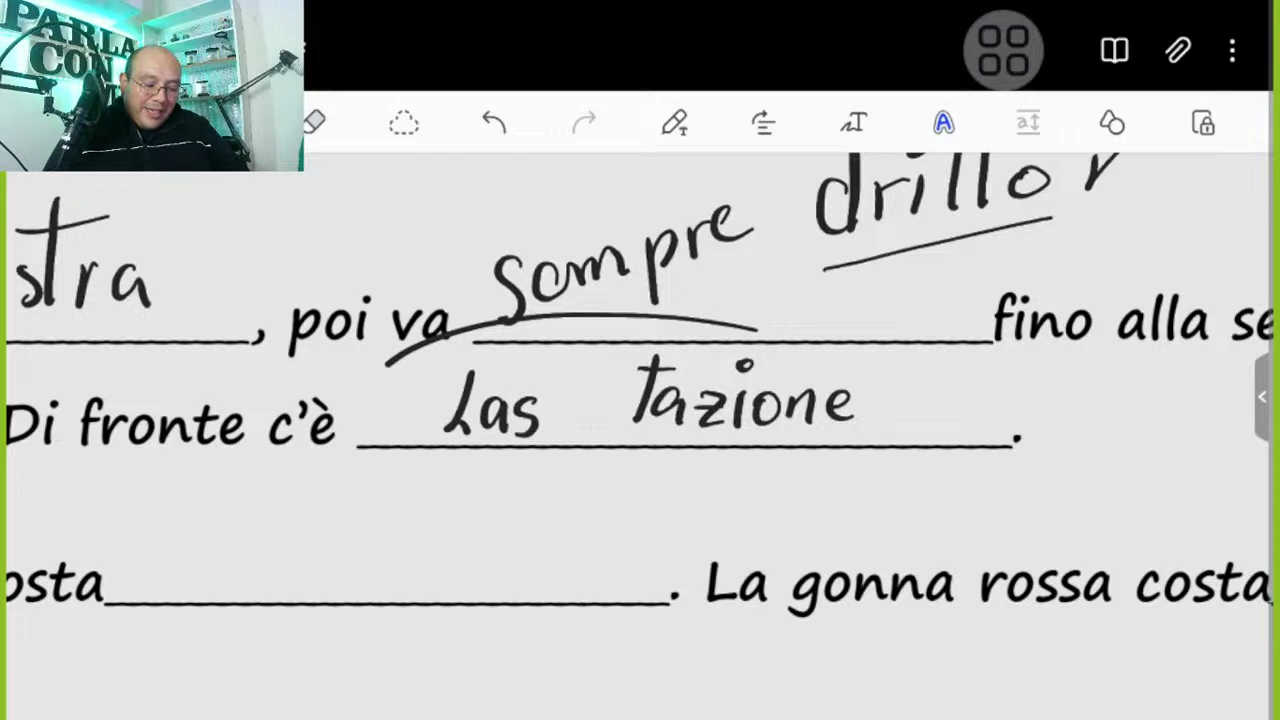 PARLA
CON
stra sempre drillo
, poi va fino alla se
Las tazione
Di fronte c'è .
osta . La gonna rossa costa